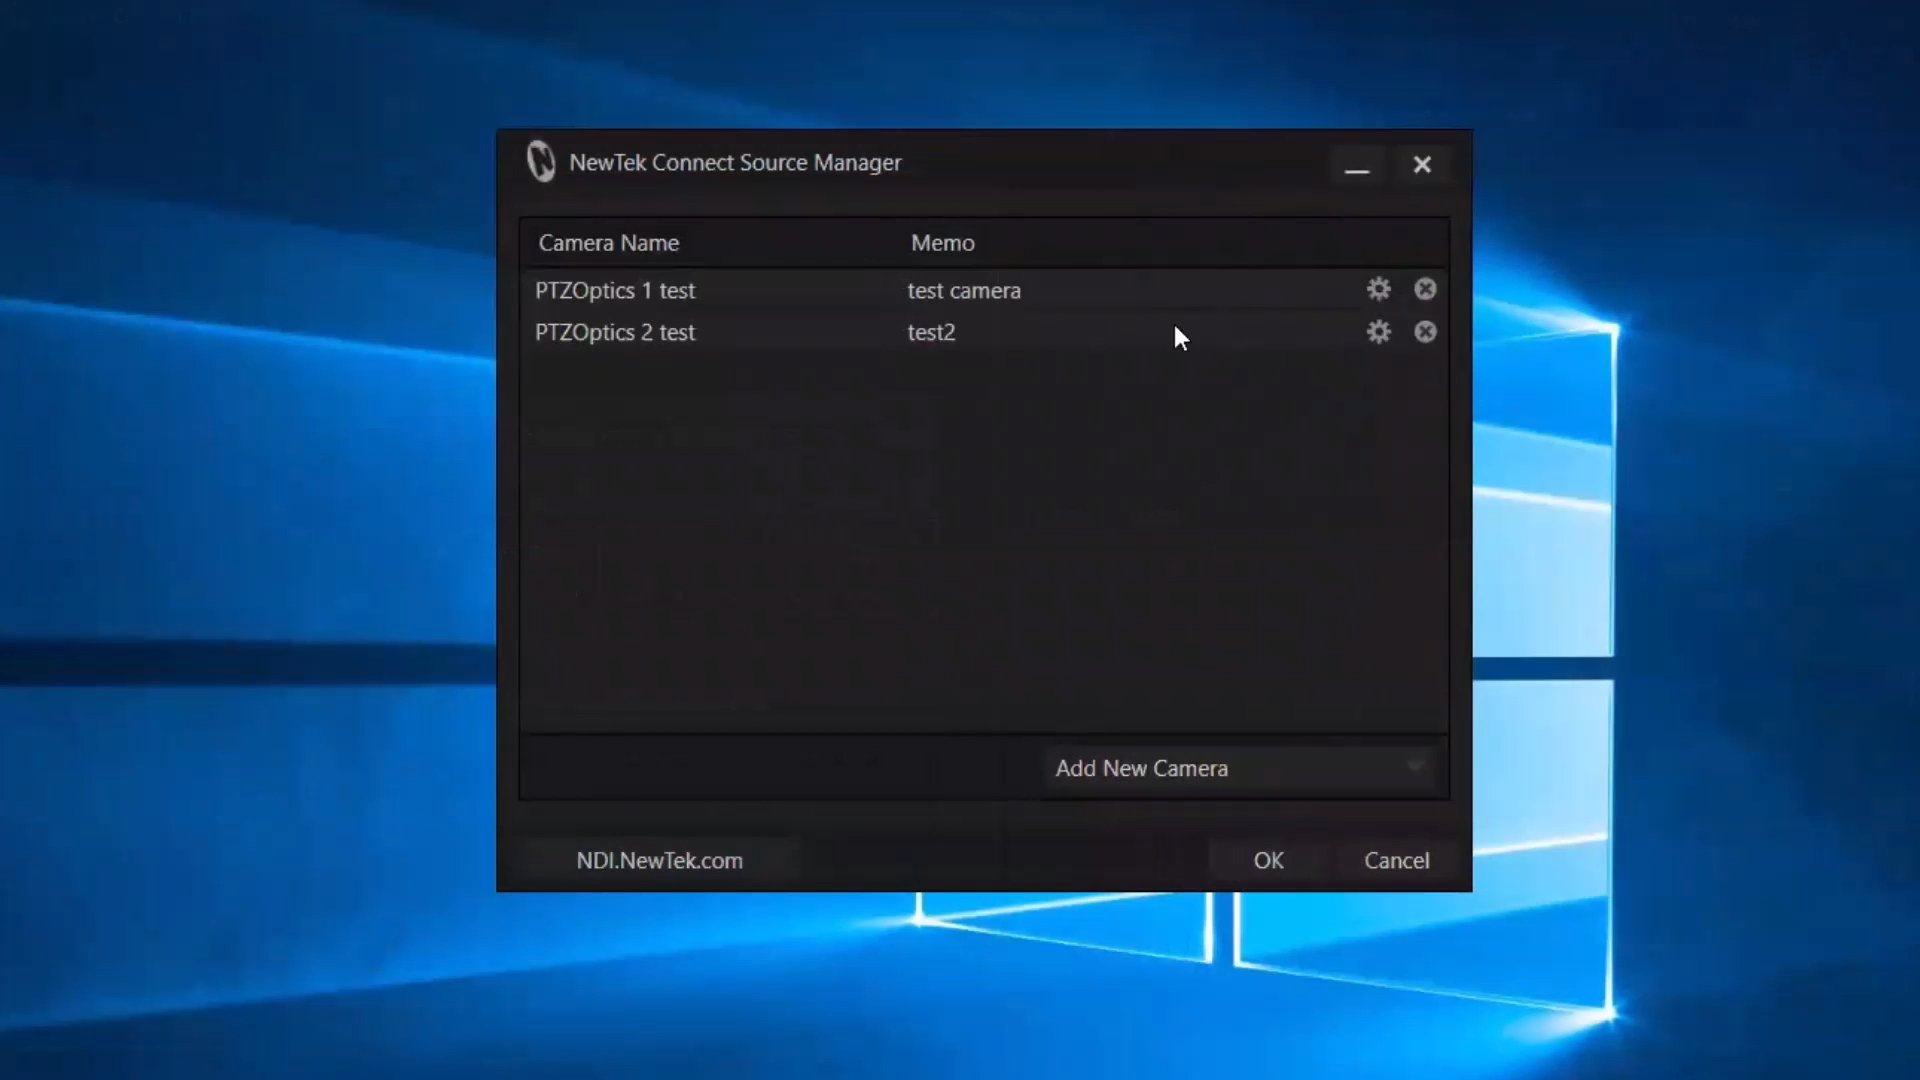 NewTek Connect Source Manager
Camera Name Memo
PTZOptics 1 test test camera
PTZOptics 2 test test2
Add New Camera
NDI.NewTek.com OK Cancel